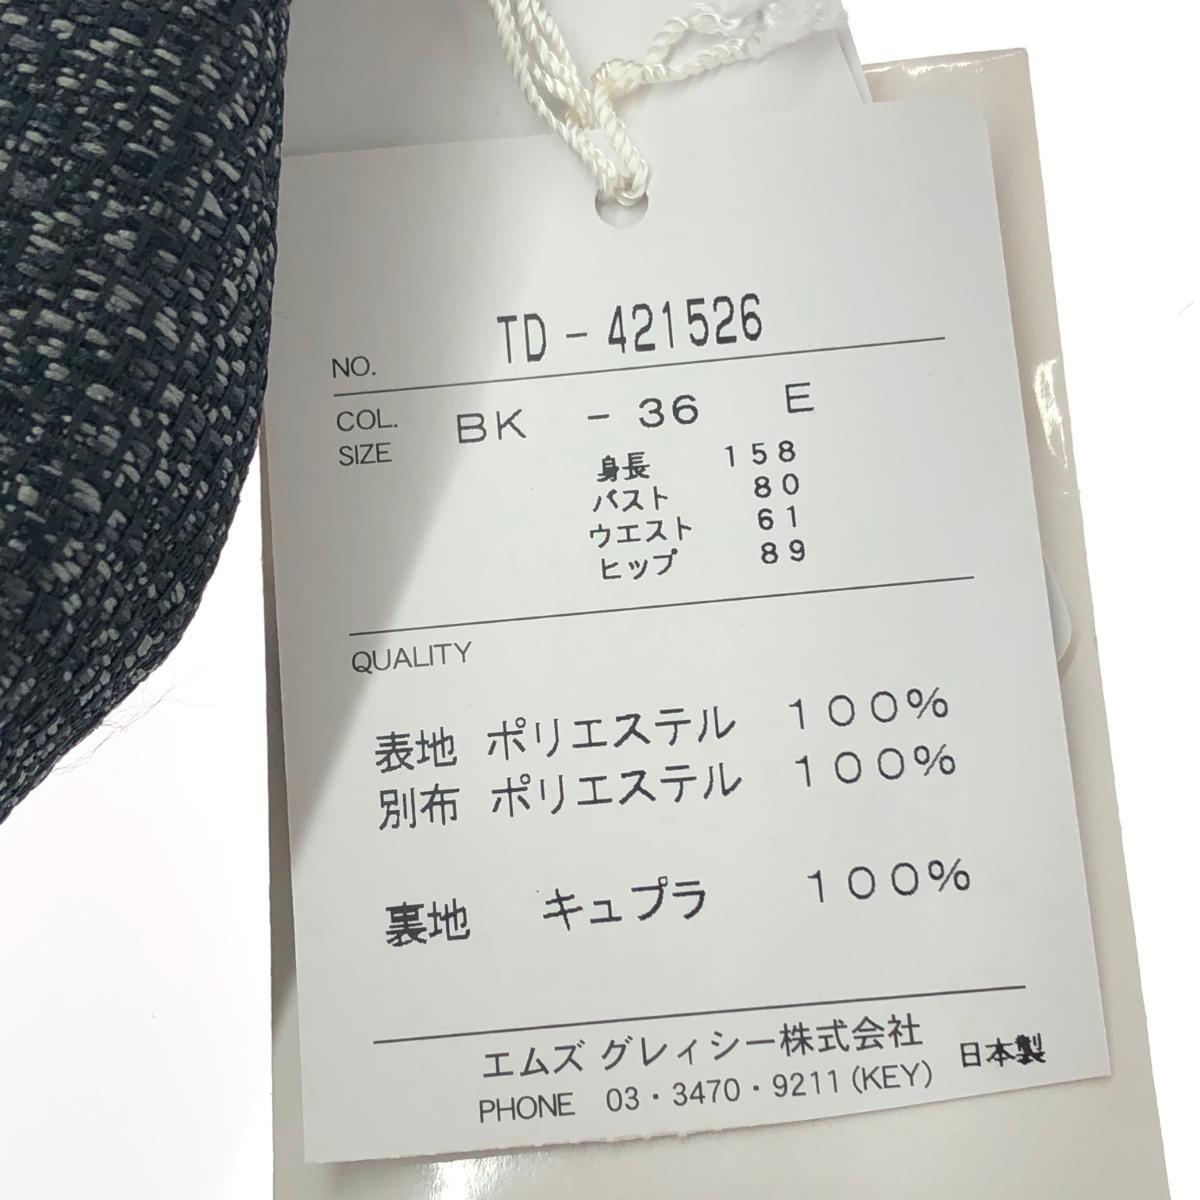 NO. TD-421526
COL. BK - 36 E
SIZE
身長 158
バスト 80
ウエスト 61
ヒップ 89
QUALITY
表地 ポリエステル 100%
別布 ポリエステル 100%
裏地 キュプラ 100%
エムズ グレィシー株式会社 日本製
PHONE 03・3470・9211(KEY)